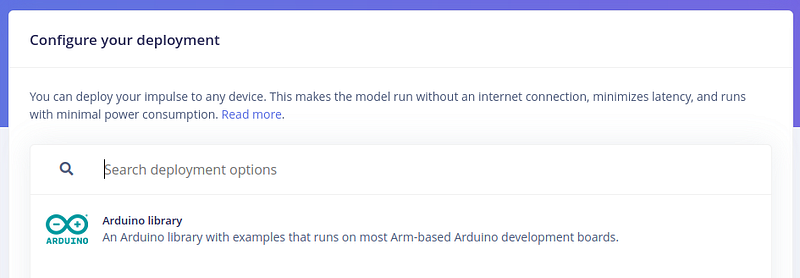 Configure your deployment
You can deploy your impulse to any device. This makes the model run without an internet connection, minimizes latency, and runs
with minimal power consumption. Read more.
Search deployment options
Arduino library
An Arduino library with examples that runs on most Arm-based Arduino development boards.
ARDUINO